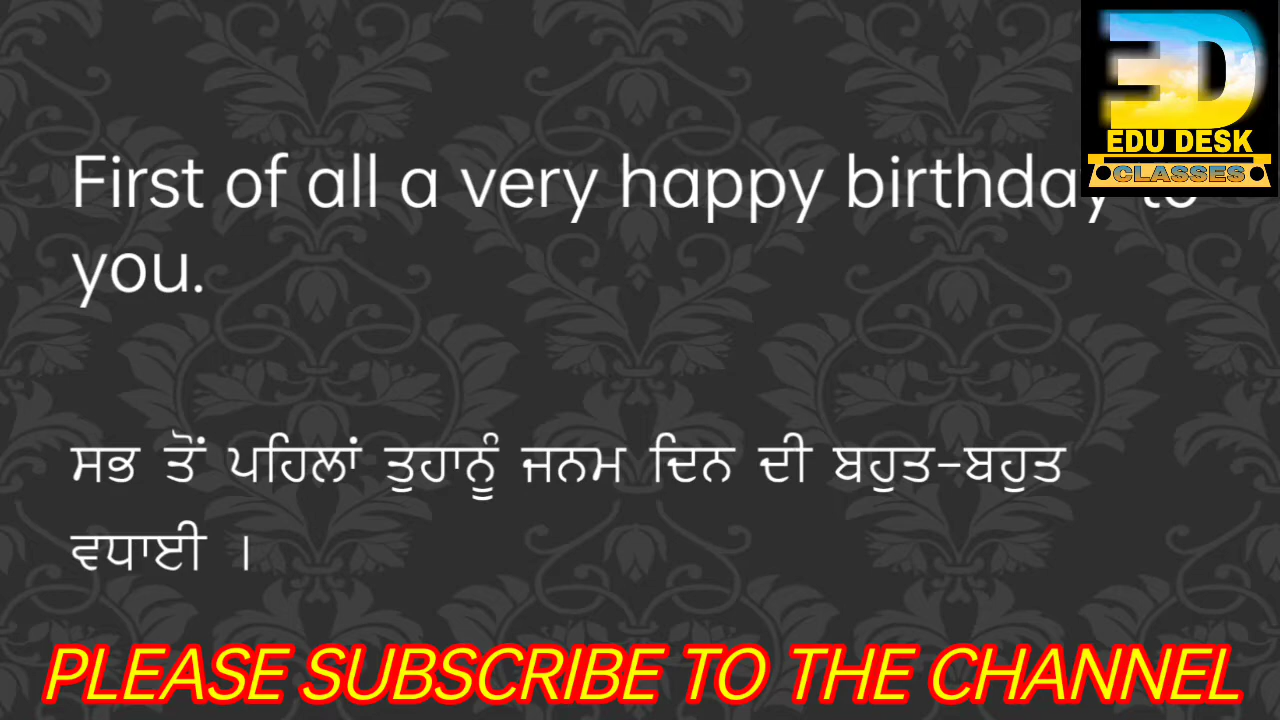 First of all a very happy birthday to
you.
ਸਭ ਤੋਂ ਪਹਿਲਾਂ ਤੁਹਾਨੂੰ ਜਨਮ ਦਿਨ ਦੀ ਬਹੁਤ-ਬਹੁਤ
ਵਧਾਈ ।
ED
EDU DESK
CLASSES
PLEASE SUBSCRIBE TO THE CHANNEL